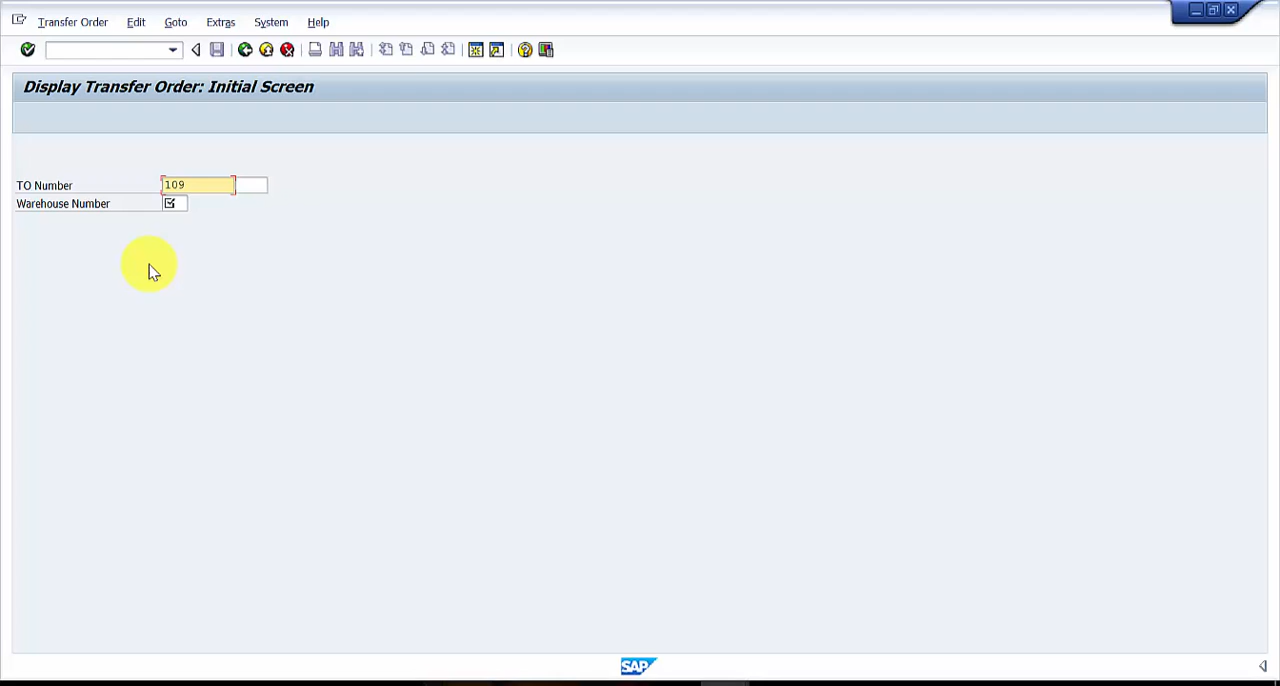 Transfer Order Edit Goto Extras System Help
Display Transfer Order: Initial Screen
TO Number 109
Warehouse Number
SAP